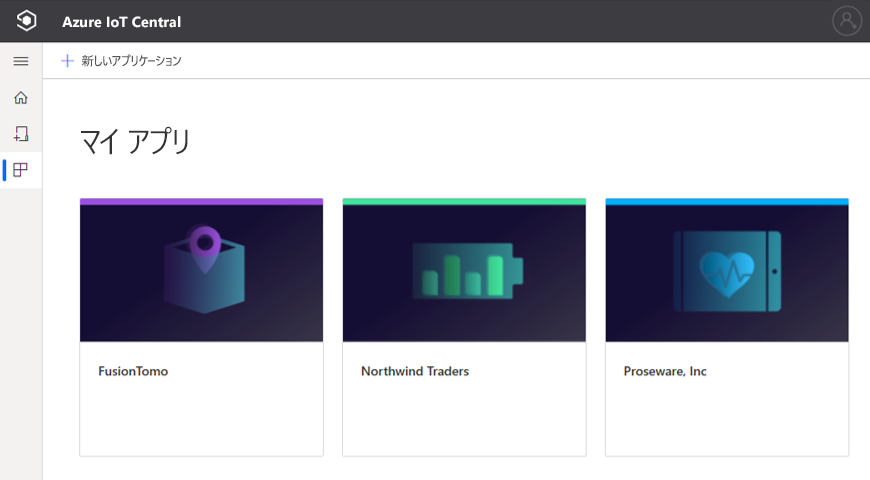 Azure IoT Central
新しいアプリケーション
マイ アプリ
FusionTomo
Northwind Traders
Proseware, Inc